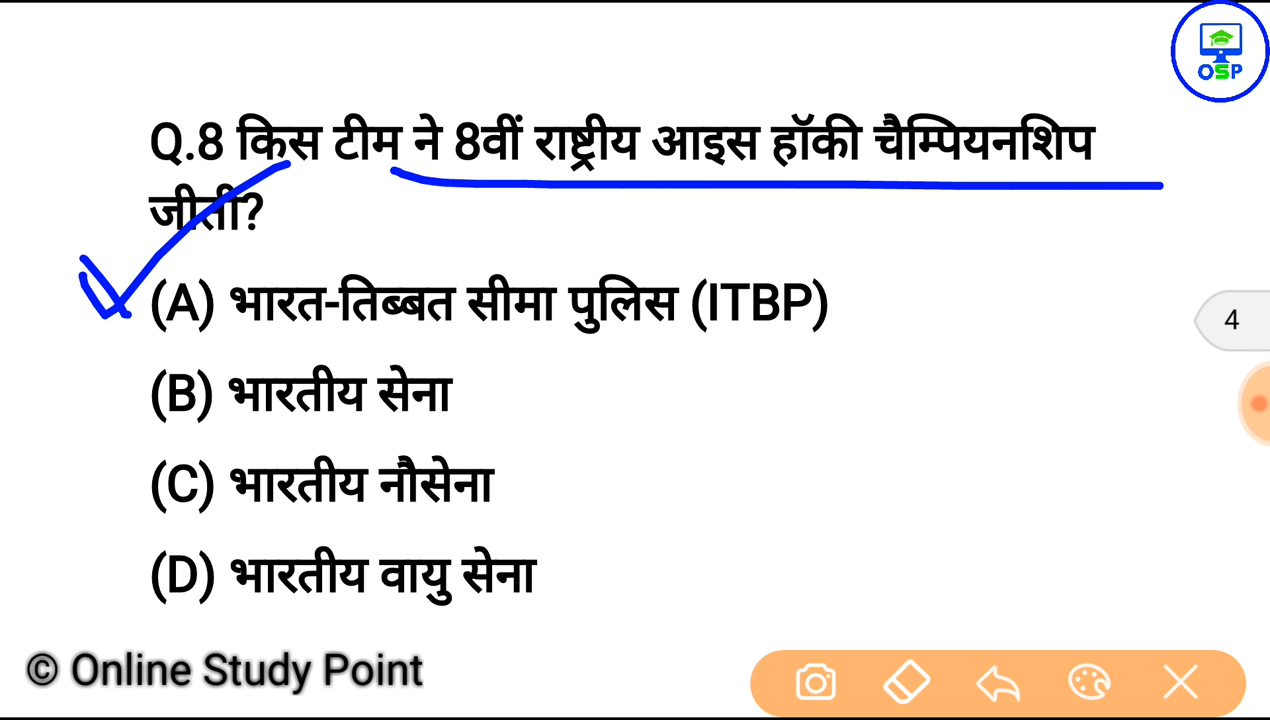 OSP
Q.8 किस टीम ने 8वीं राष्ट्रीय आइस हॉकी चैम्पियनशिप
जीती?
(A) भारत-तिब्बत सीमा पुलिस (ITBP)
4
(B) भारतीय सेना
(C) भारतीय नौसेना
(D) भारतीय वायु सेना
© Online Study Point